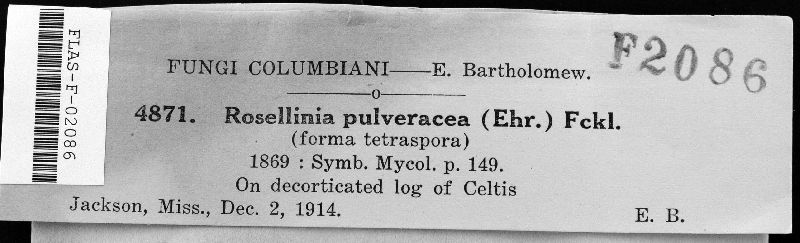 FLAS-F-02086
F2086
FUNGI COLUMBIANI——E. Bartholomew.
o
4871. Rosellinia pulveracea (Ehr.) Fckl.
(forma tetraspora)
1869 : Symb. Mycol. p. 149.
On decorticated log of Celtis
Jackson, Miss., Dec. 2, 1914.
E. B.